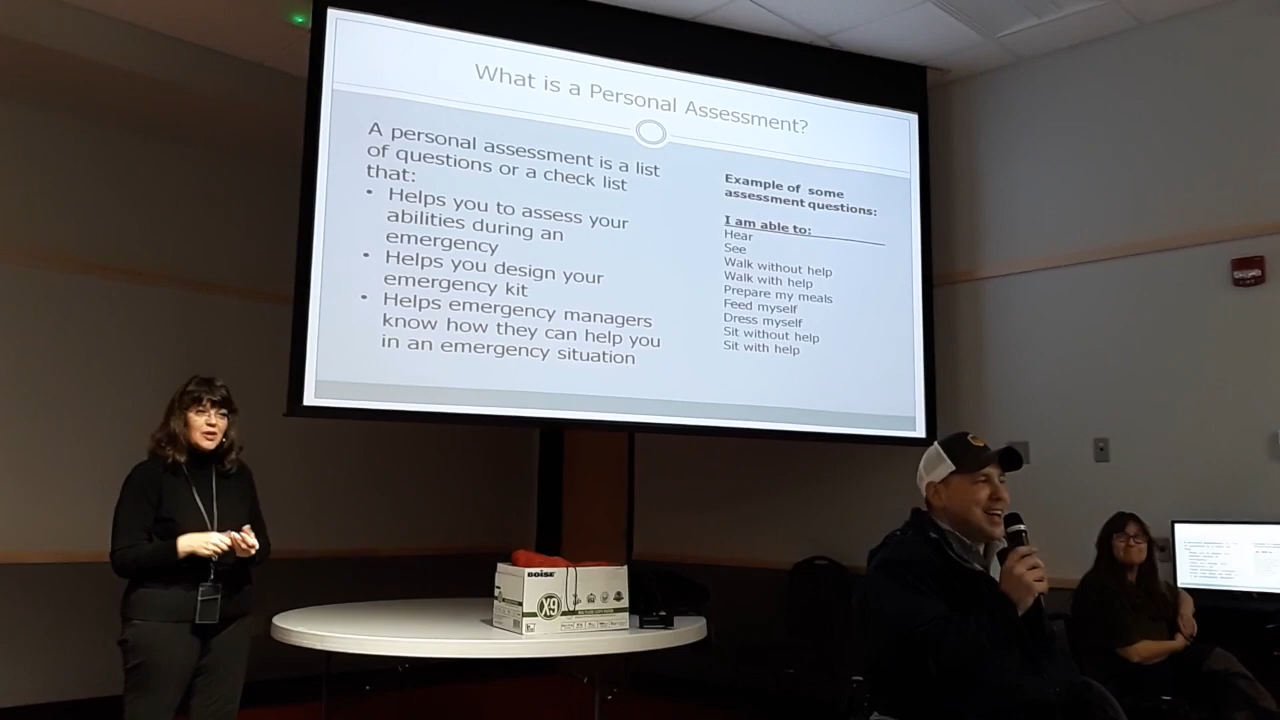 What is a Personal Assessment?
A personal assessment is a list
of questions or a check list
that:
• Helps you to assess your
abilities during an
emergency
• Helps you design your
emergency kit
• Helps emergency managers
know how they can help you
in an emergency situation
Example of some
assessment questions:
I am able to:
Hear
See
Walk without help
Walk with help
Prepare my meals
Feed myself
Dress myself
Sit without help
Sit with help
BOISE
X-9